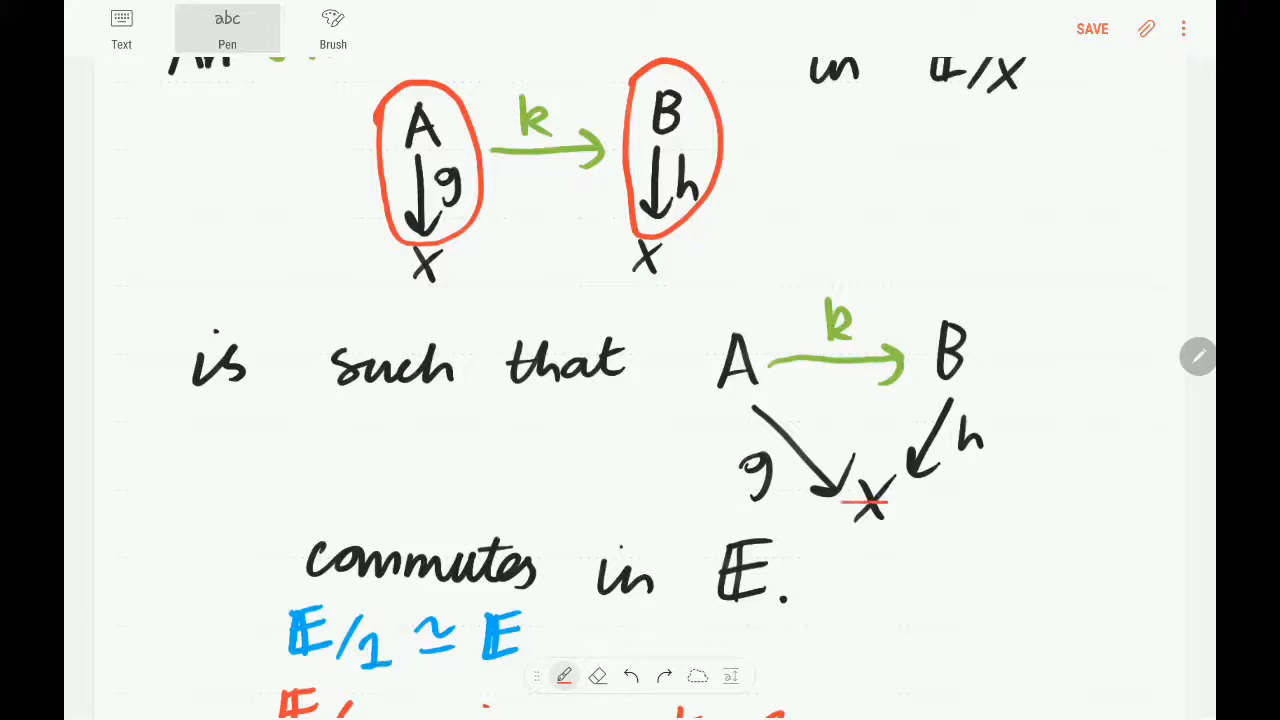 Text abc Pen Brush SAVE
in 𝔼/X
A k B
g h
X X
is such that A k B
g h
X
commutes in 𝔼.
𝔼/1 ≃ 𝔼